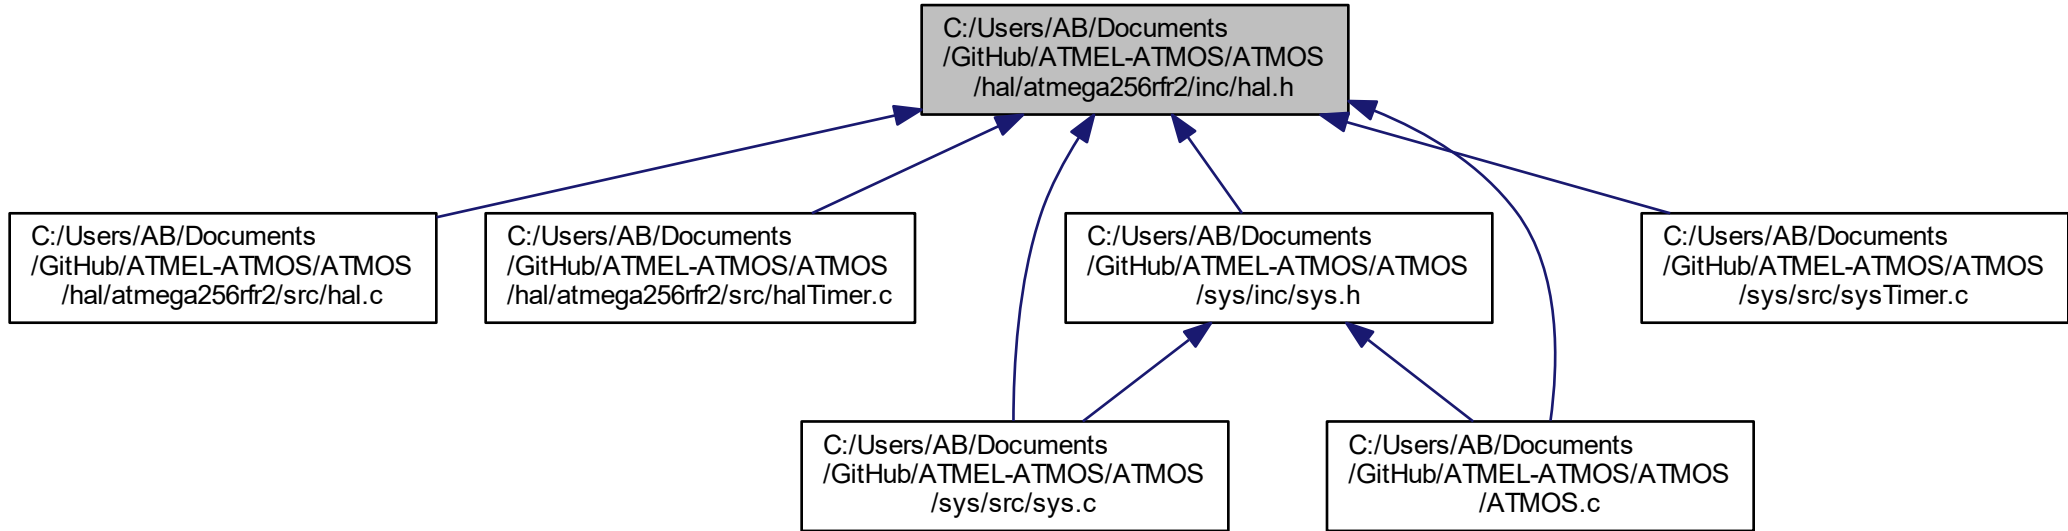 C:/Users/AB/Documents
/GitHub/ATMEL-ATMOS/ATMOS
/hal/atmega256rfr2/inc/hal.h
C:/Users/AB/Documents
/GitHub/ATMEL-ATMOS/ATMOS
/hal/atmega256rfr2/src/hal.c
C:/Users/AB/Documents
/GitHub/ATMEL-ATMOS/ATMOS
/hal/atmega256rfr2/src/halTimer.c
C:/Users/AB/Documents
/GitHub/ATMEL-ATMOS/ATMOS
/sys/inc/sys.h
C:/Users/AB/Documents
/GitHub/ATMEL-ATMOS/ATMOS
/sys/src/sysTimer.c
C:/Users/AB/Documents
/GitHub/ATMEL-ATMOS/ATMOS
/sys/src/sys.c
C:/Users/AB/Documents
/GitHub/ATMEL-ATMOS/ATMOS
/ATMOS.c